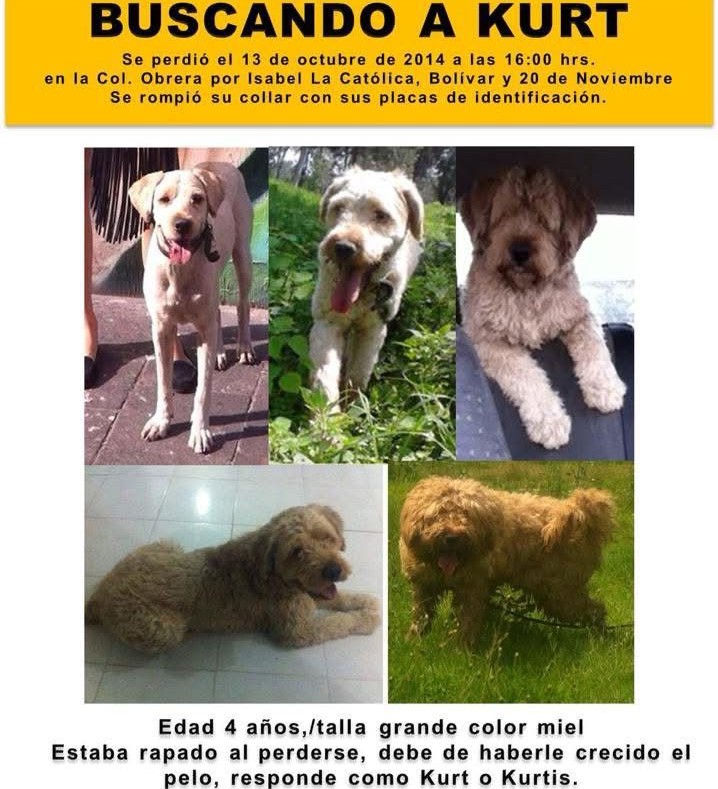 BUSCANDO A KURT
Se perdió el 13 de octubre de 2014 a las 16:00 hrs.
en la Col. Obrera por Isabel La Católica, Bolívar y 20 de Noviembre
Se rompió su collar con sus placas de identificación.
Edad 4 años,/talla grande color miel
Estaba rapado al perderse, debe de haberle crecido el
pelo, responde como Kurt o Kurtis.